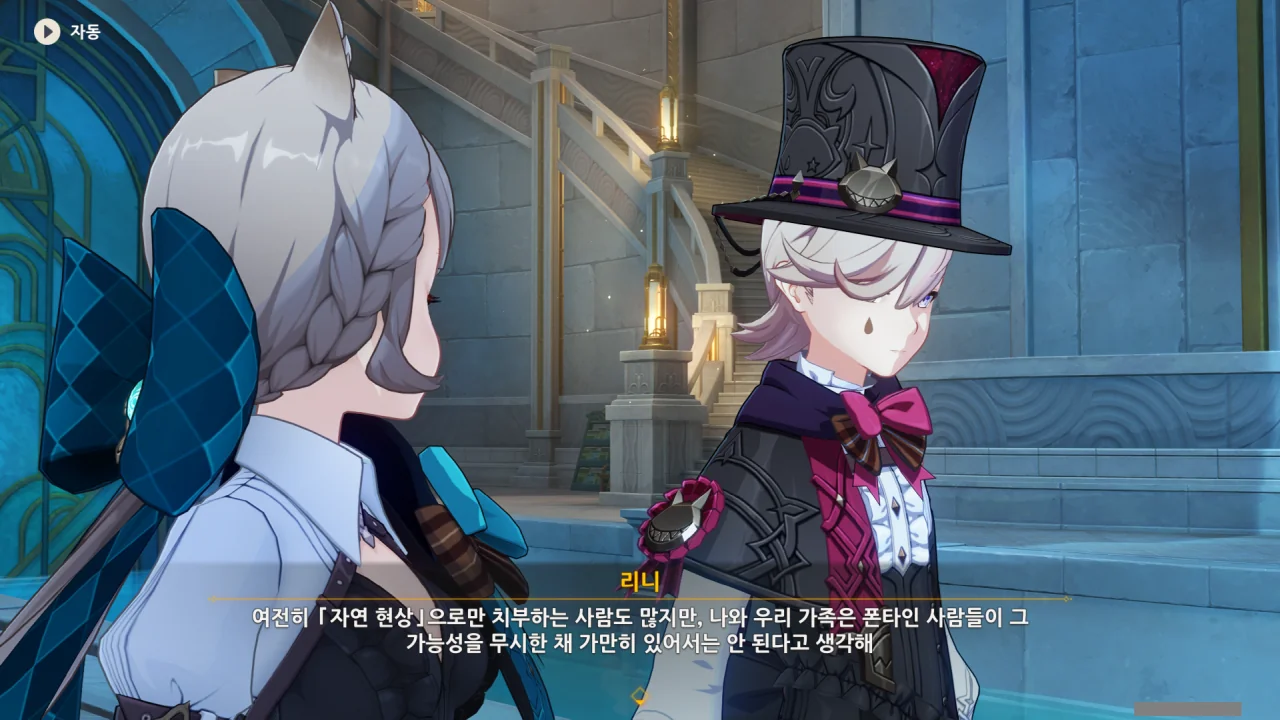 자동
리니
여전히 「자연 현상」으로만 치부하는 사람도 많지만, 나와 우리 가족은 폰타인 사람들이 그
가능성을 무시한 채 가만히 있어서는 안 된다고 생각해